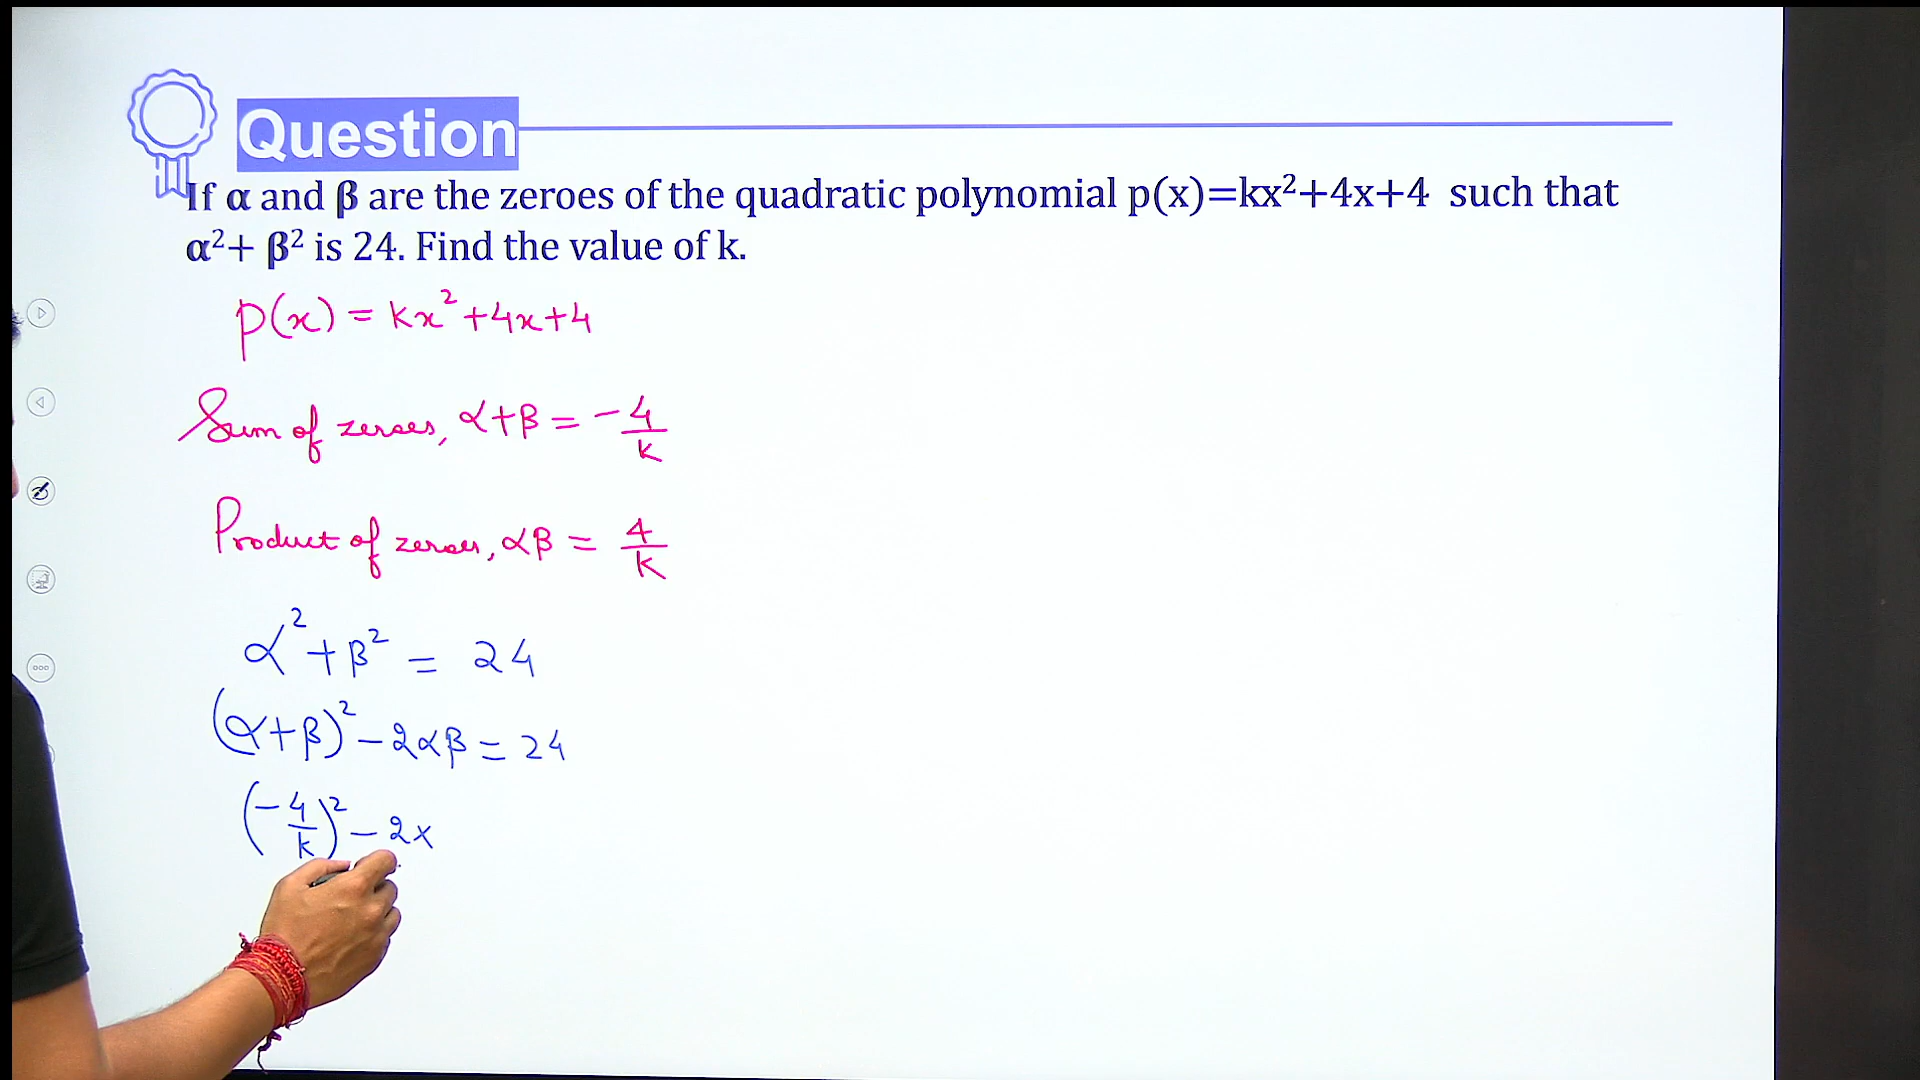 Question
If α and β are the zeroes of the quadratic polynomial p(x)=kx²+4x+4 such that
α²+ β² is 24. Find the value of k.
p(x) = kx² +4x+4
Sum of zeroes, α+β = -4/k
Product of zeroes, αβ = 4/k
α²+β² = 24
(α+β)² - 2αβ = 24
(-4/k)² - 2x